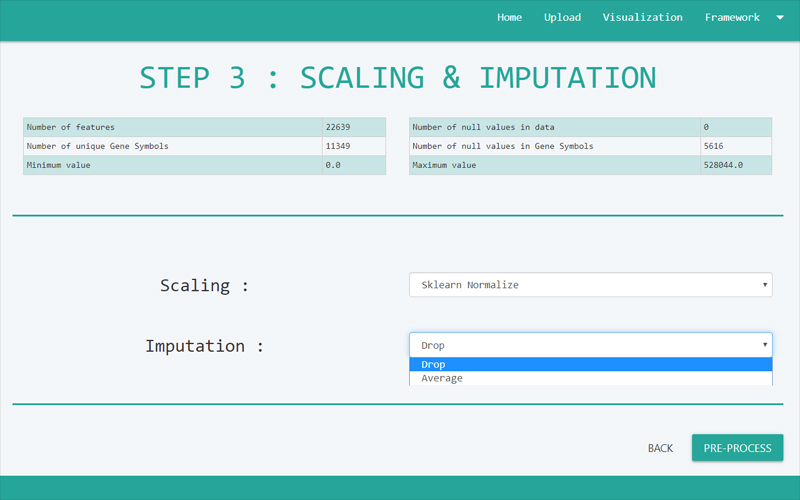 Home Upload Visualization Framework
STEP 3 : SCALING & IMPUTATION
Number of features 22639
Number of unique Gene Symbols 11349
Minimum value 0.0
Number of null values in data 0
Number of null values in Gene Symbols 5616
Maximum value 528044.0
Scaling : Sklearn Normalize
Imputation : Drop
Drop
Average
BACK PRE-PROCESS